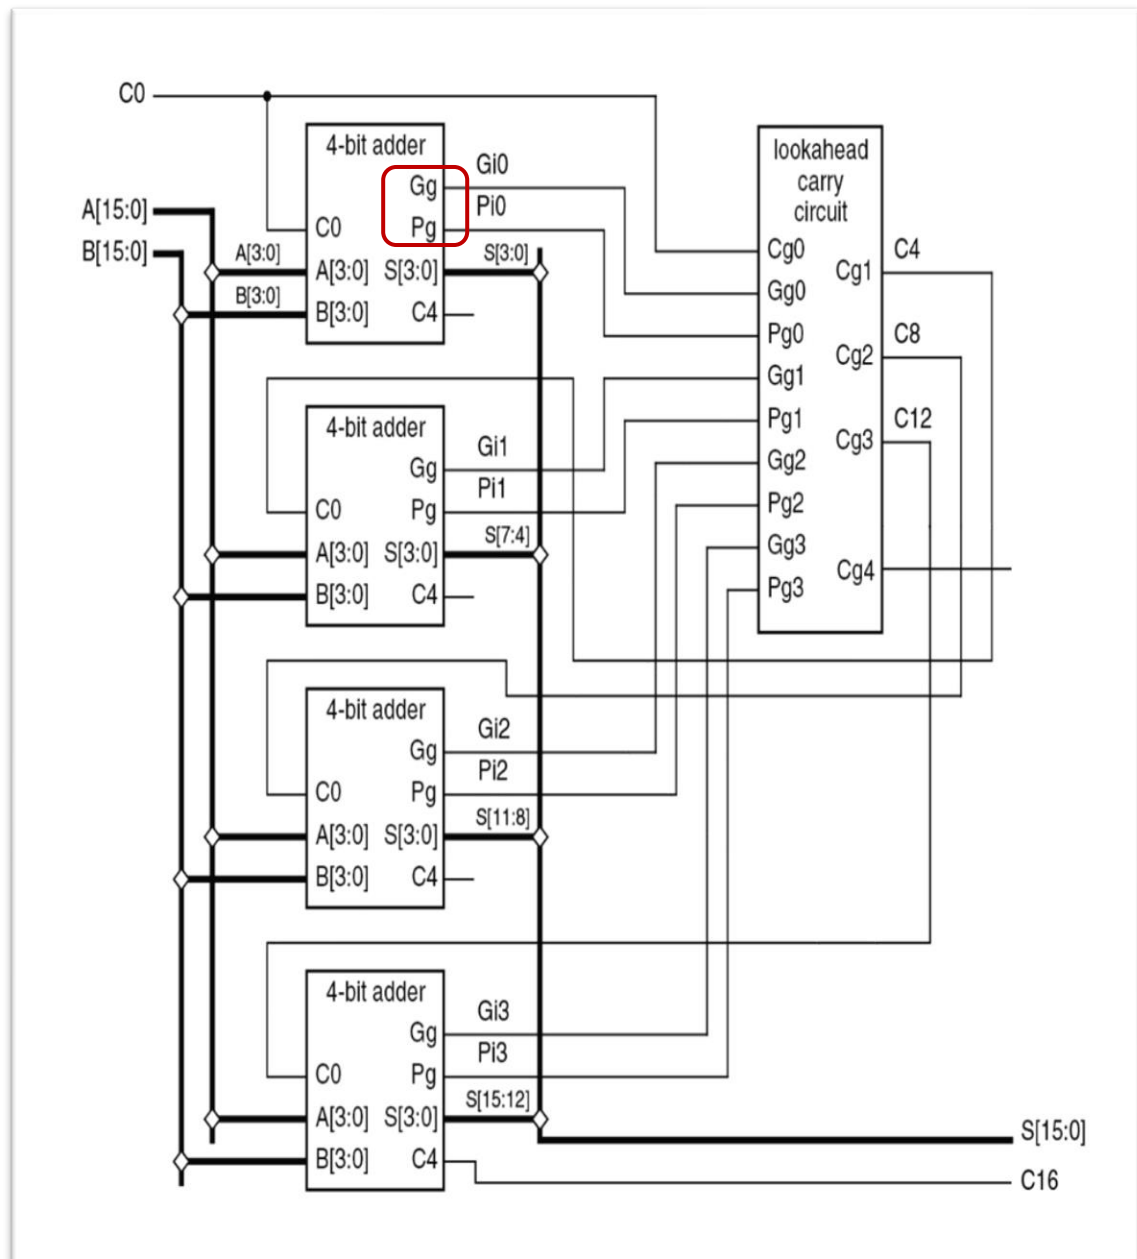 C0
A[15:0]
B[15:0]
4-bit adder
Gg
Pg
C0
A[3:0]
B[3:0]
A[3:0]
S[3:0]
B[3:0]
C4
Gi0
Pi0
S[3:0]
lookahead
carry
circuit
Cg0
Gg0
Pg0
Gg1
Pg1
Gg2
Pg2
Gg3
Pg3
Cg1
Cg2
Cg3
Cg4
C4
C8
C12
4-bit adder
Gg
C0
Pg
A[3:0]
S[3:0]
B[3:0]
C4
Gi1
Pi1
S[7:4]
4-bit adder
Gg
C0
Pg
A[3:0]
S[3:0]
B[3:0]
C4
Gi2
Pi2
S[11:8]
4-bit adder
Gg
C0
Pg
A[3:0]
S[3:0]
B[3:0]
C4
Gi3
Pi3
S[15:12]
S[15:0]
C16